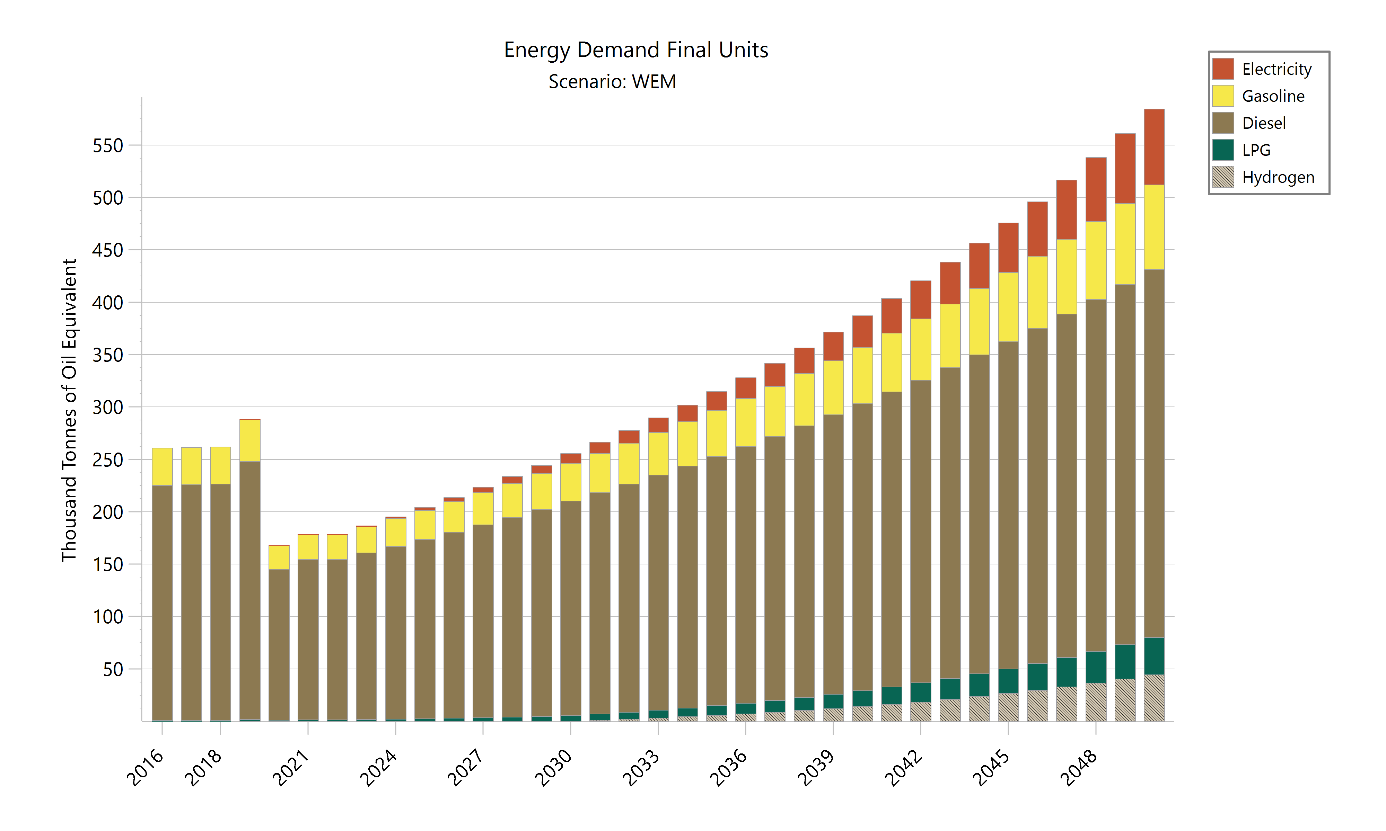 Energy Demand Final Units
Scenario: WEM
Electricity
Gasoline
Diesel
LPG
Hydrogen
Thousand Tonnes of Oil Equivalent
550
500
450
400
350
300
250
200
150
100
50
2016
2018
2021
2024
2027
2030
2033
2036
2039
2042
2045
2048